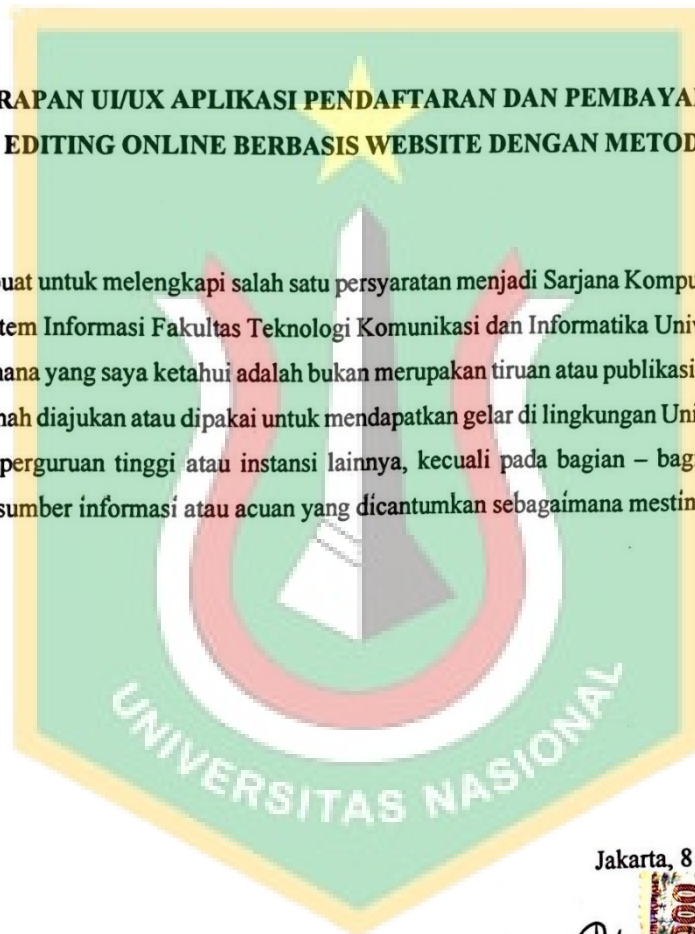 RAPAN UI/UX APLIKASI PENDAFTARAN DAN PEMBAYA
EDITING ONLINE BERBASIS WEBSITE DENGAN METOD
uat untuk melengkapi salah satu persyaratan menjadi Sarjana Kompu
tem Informasi Fakultas Teknologi Komunikasi dan Informatika Univ
nana yang saya ketahui adalah bukan merupakan tiruan atau publikasi
nah diajukan atau dipakai untuk mendapatkan gelar di lingkungan Uni
perguruan tinggi atau instansi lainnya, kecuali pada bagian – bag
sumber informasi atau acuan yang dicantumkan sebagaimana mestin
UNIVERSITAS NASIONAL
Jakarta, 8